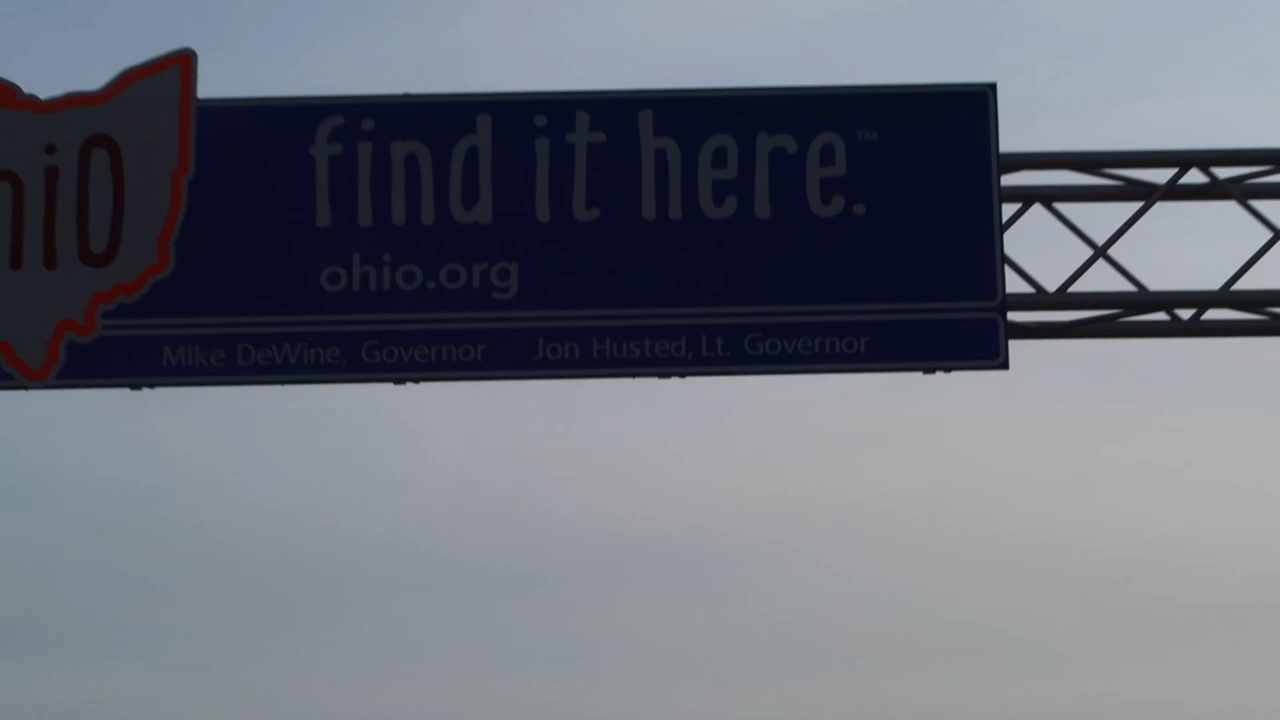 hiO
find it here.™
ohio.org
Mike DeWine, Governor Jon Husted, Lt. Governor